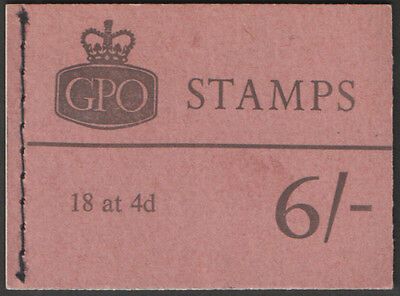 GPO STAMPS
18 at 4d 6/-